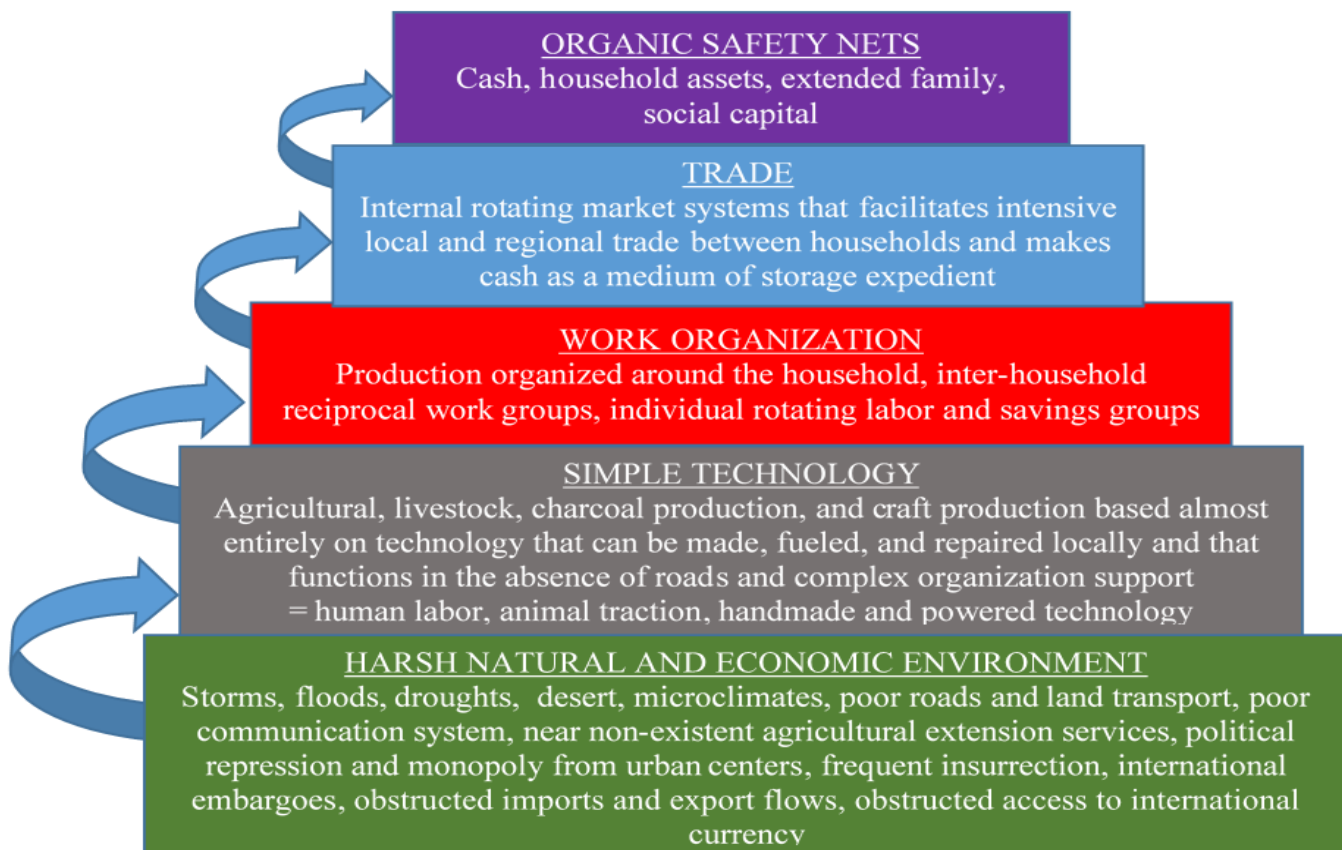 ORGANIC SAFETY NETS
Cash, household assets, extended family,
social capital
TRADE
Internal rotating market systems that facilitates intensive
local and regional trade between households and makes
cash as a medium of storage expedient
WORK ORGANIZATION
Production organized around the household, inter-household
reciprocal work groups, individual rotating labor and savings groups
SIMPLE TECHNOLOGY
Agricultural, livestock, charcoal production, and craft production based almost
entirely on technology that can be made, fueled, and repaired locally and that
functions in the absence of roads and complex organization support
= human labor, animal traction, handmade and powered technology
HARSH NATURAL AND ECONOMIC ENVIRONMENT
Storms, floods, droughts, desert, microclimates, poor roads and land transport, poor
communication system, near non-existent agricultural extension services, political
repression and monopoly from urban centers, frequent insurrection, international
embargoes, obstructed imports and export flows, obstructed access to international
currency